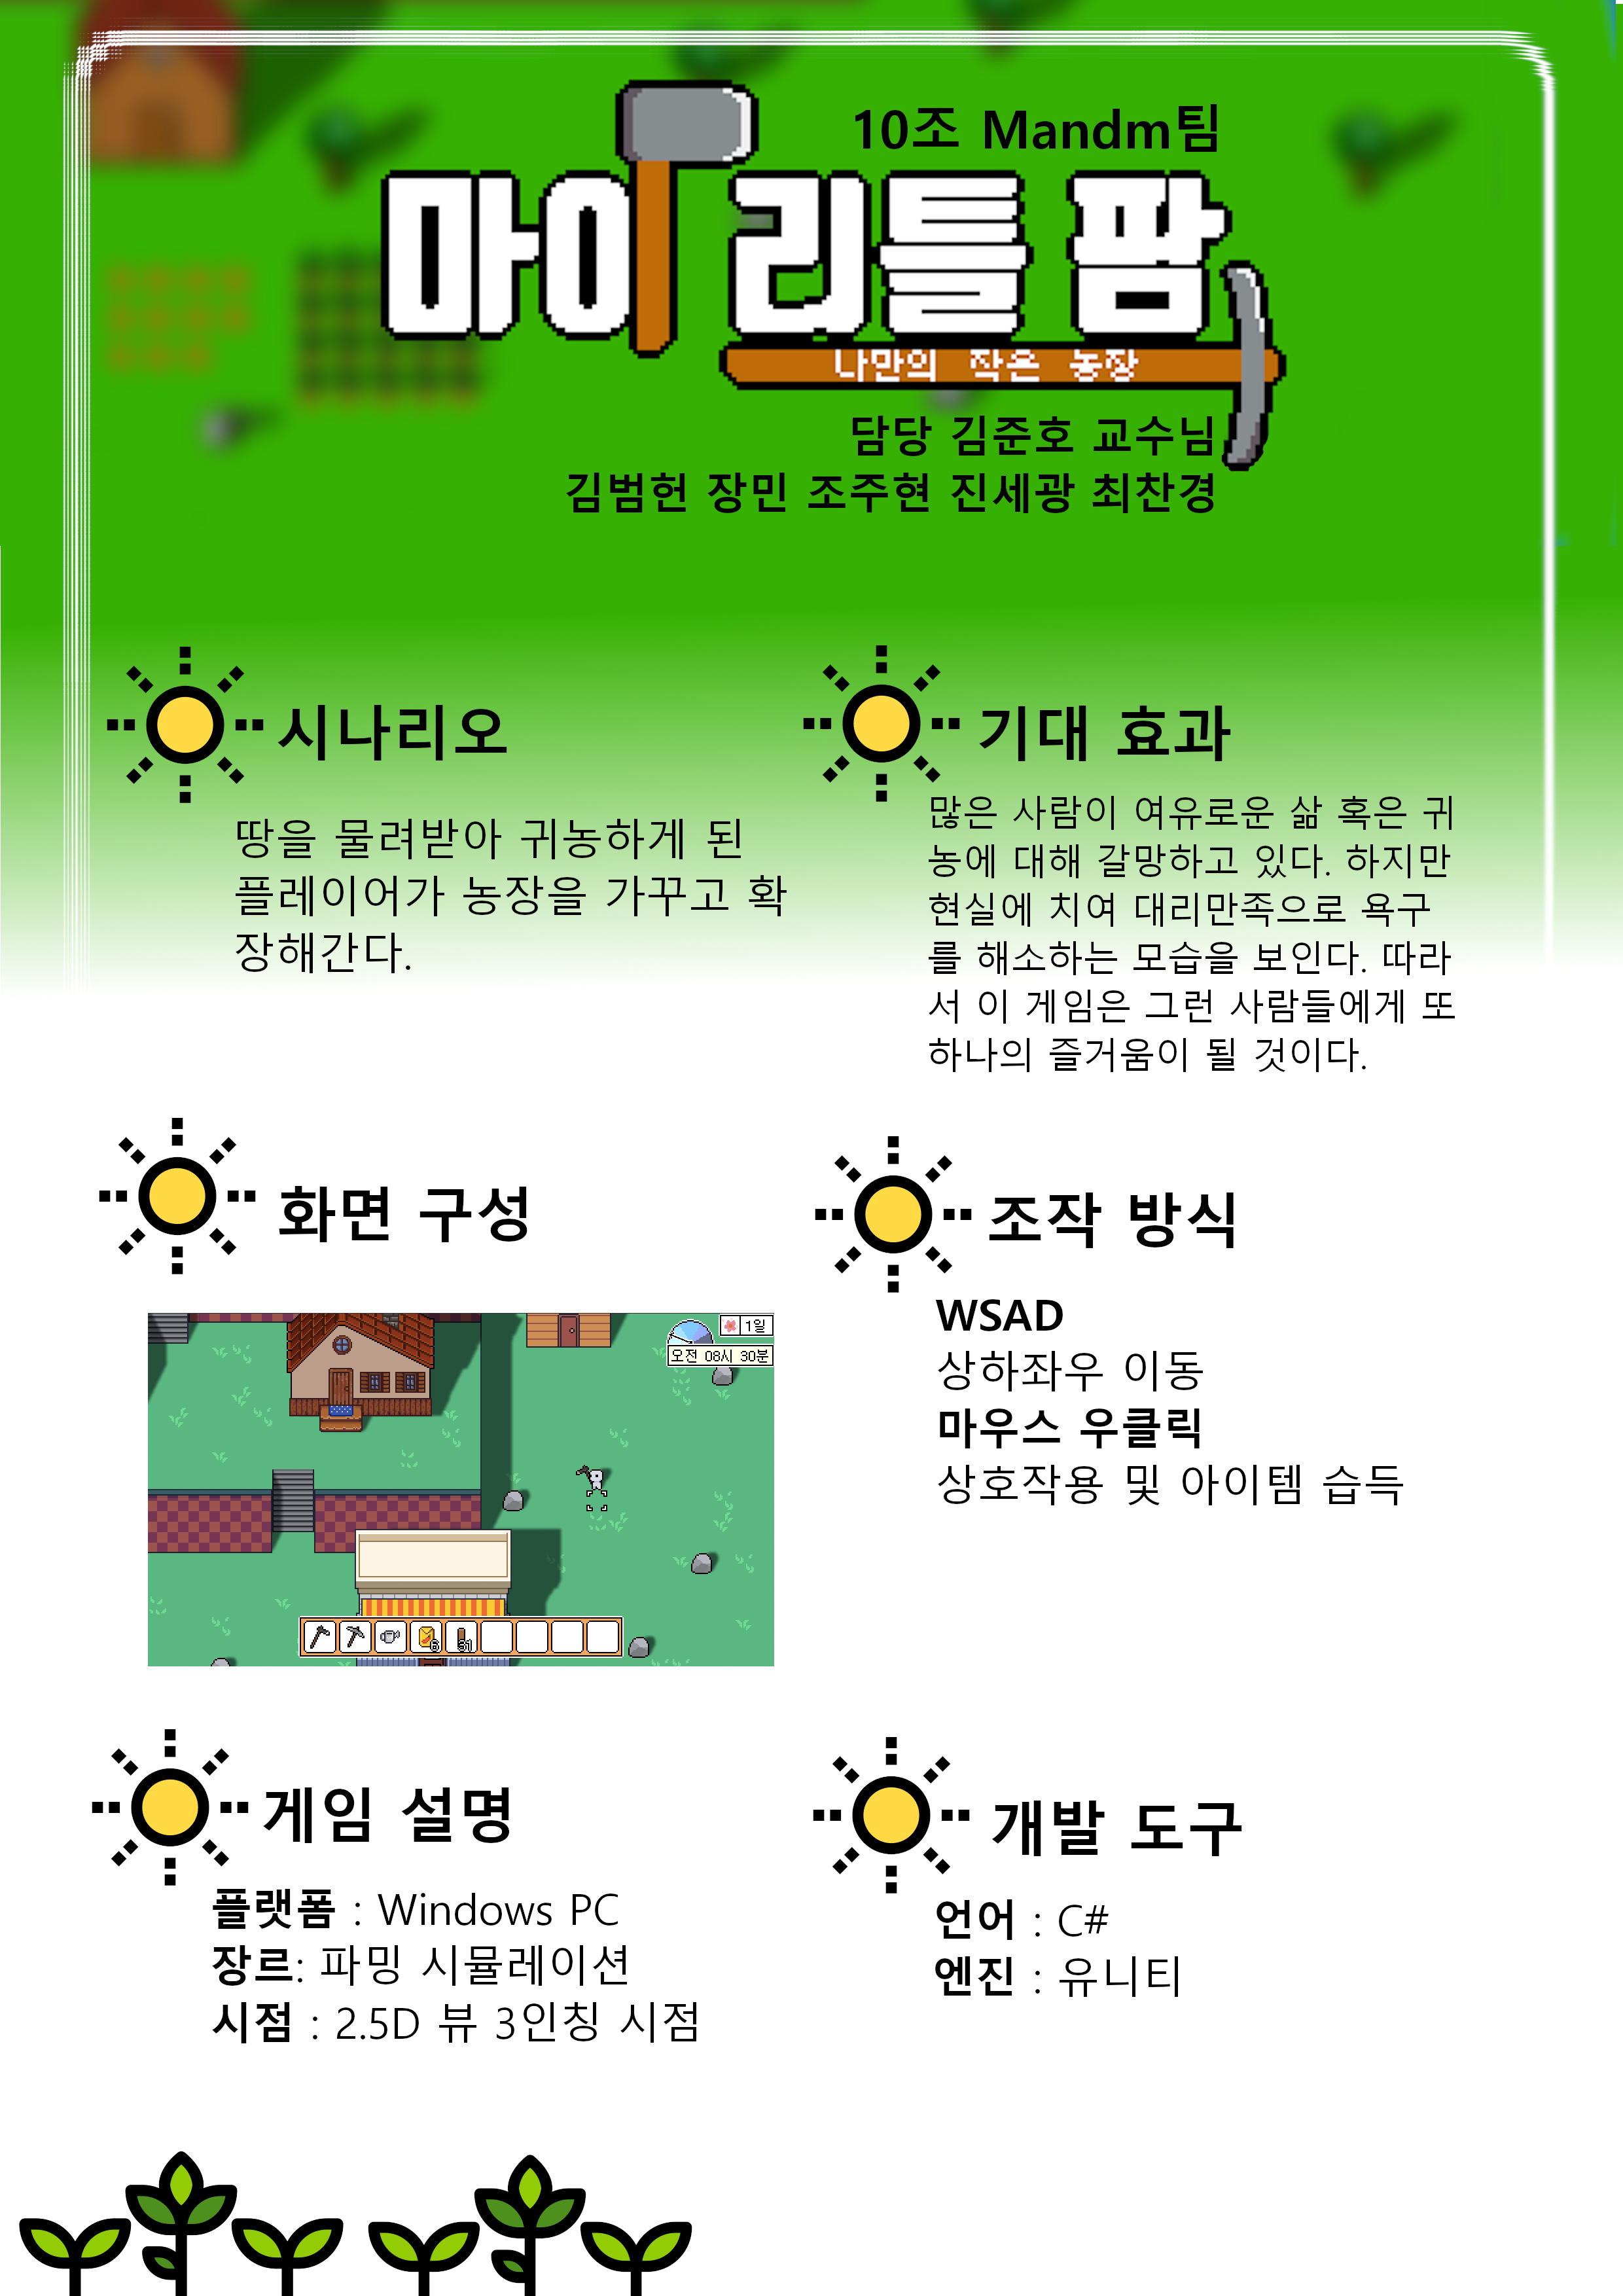 10조 Mandm팀
마이 리틀 팜
나만의 작은 농장
담당 김준호 교수님
김범헌 장민 조주현 진세광 최찬경
시나리오
땅을 물려받아 귀농하게 된
플레이어가 농장을 가꾸고 확
장해간다.
기대 효과
많은 사람이 여유로운 삶 혹은 귀
농에 대해 갈망하고 있다. 하지만
현실에 치여 대리만족으로 욕구
를 해소하는 모습을 보인다. 따라
서 이 게임은 그런 사람들에게 또
하나의 즐거움이 될 것이다.
화면 구성
1일
오전 08시 30분
6
31
조작 방식
WSAD
상하좌우 이동
마우스 우클릭
상호작용 및 아이템 습득
게임 설명
플랫폼 : Windows PC
장르: 파밍 시뮬레이션
시점 : 2.5D 뷰 3인칭 시점
개발 도구
언어 : C#
엔진 : 유니티